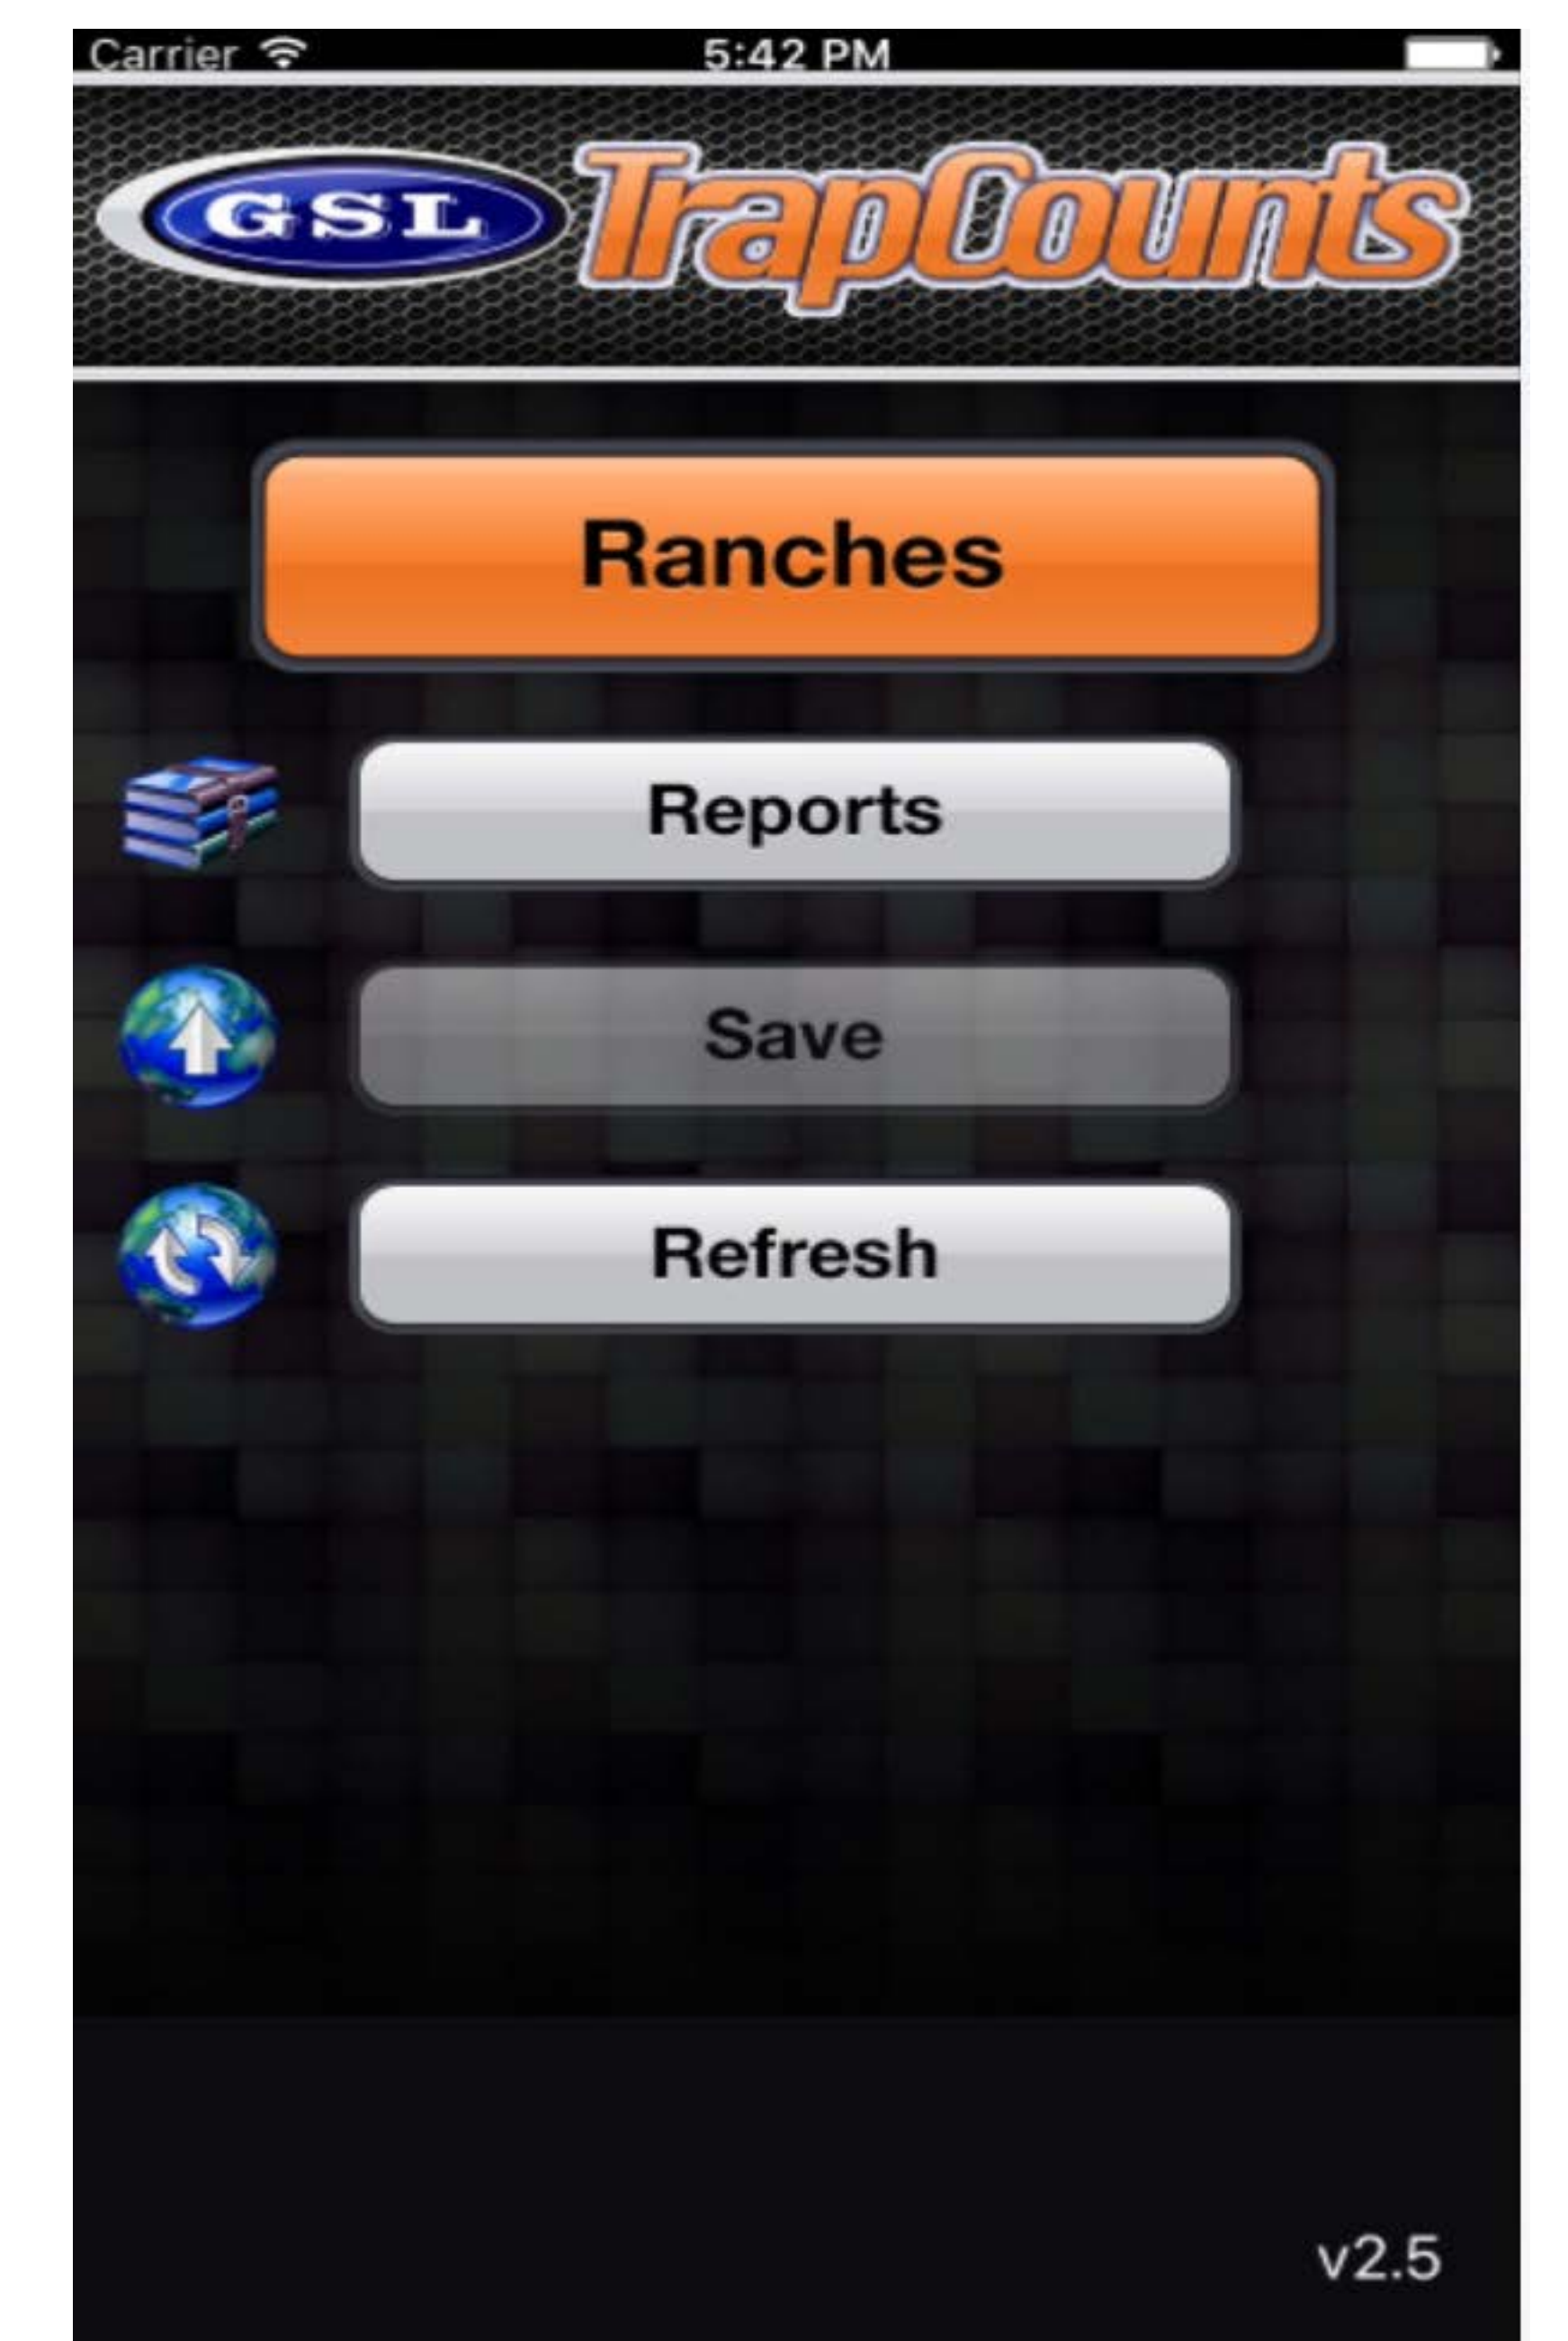 Carrier 5:42 PM
GSL TrapCounts
Ranches
Reports
Save
Refresh
v2.5